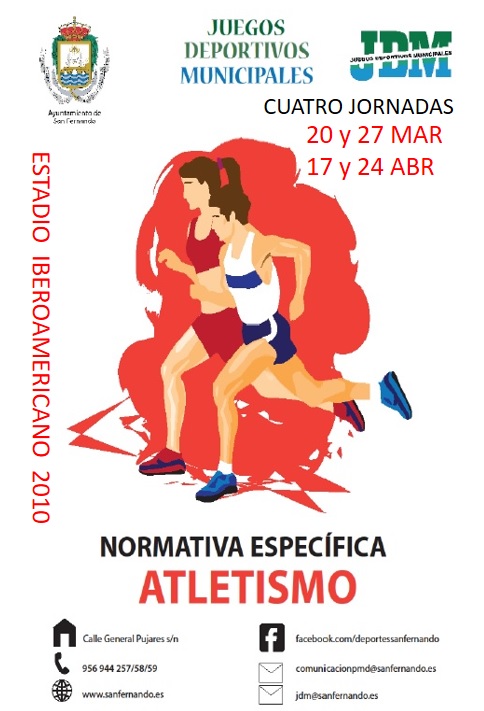 Ayuntamiento de
San Fernando
JUEGOS
DEPORTIVOS
MUNICIPALES
JDM
JUEGOS DEPORTIVOS MUNICIPALES
CUATRO JORNADAS
20 y 27 MAR
17 y 24 ABR
ESTADIO IBEROAMERICANO 2010
NORMATIVA ESPECÍFICA
ATLETISMO
Calle General Pujares s/n
956 944 257/58/59
www.sanfernando.es
facebook.com/deportessanfernando
comunicacionpmd@sanfernando.es
jdm@sanfernando.es